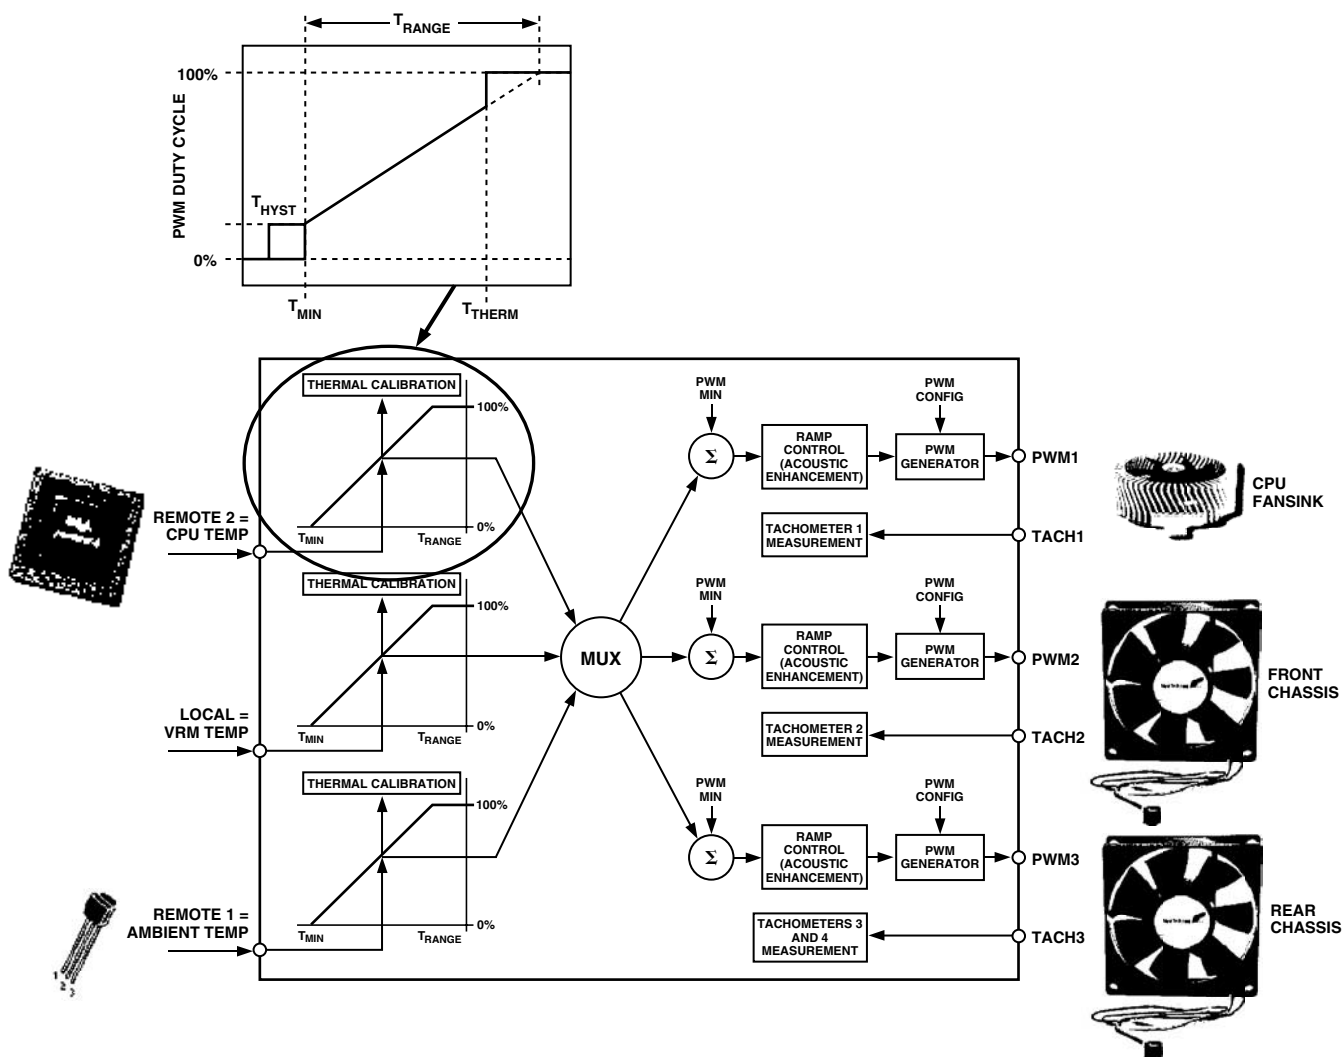 T RANGE
100%
PWM DUTY CYCLE
T HYST
0%
T MIN
T THERM
THERMAL CALIBRATION
100%
0%
T MIN
T RANGE
REMOTE 2 =
CPU TEMP
PWM
MIN
Σ
RAMP
CONTROL
(ACOUSTIC
ENHANCEMENT)
PWM
CONFIG
PWM
GENERATOR
PWM1
CPU
FANSINK
TACHOMETER 1
MEASUREMENT
TACH1
THERMAL CALIBRATION
100%
0%
T MIN
T RANGE
LOCAL =
VRM TEMP
MUX
PWM
MIN
Σ
RAMP
CONTROL
(ACOUSTIC
ENHANCEMENT)
PWM
CONFIG
PWM
GENERATOR
PWM2
FRONT
CHASSIS
TACHOMETER 2
MEASUREMENT
TACH2
THERMAL CALIBRATION
100%
0%
T MIN
T RANGE
REMOTE 1 =
AMBIENT TEMP
1
2
3
PWM
MIN
Σ
RAMP
CONTROL
(ACOUSTIC
ENHANCEMENT)
PWM
CONFIG
PWM
GENERATOR
PWM3
REAR
CHASSIS
TACHOMETERS 3
AND 4
MEASUREMENT
TACH3